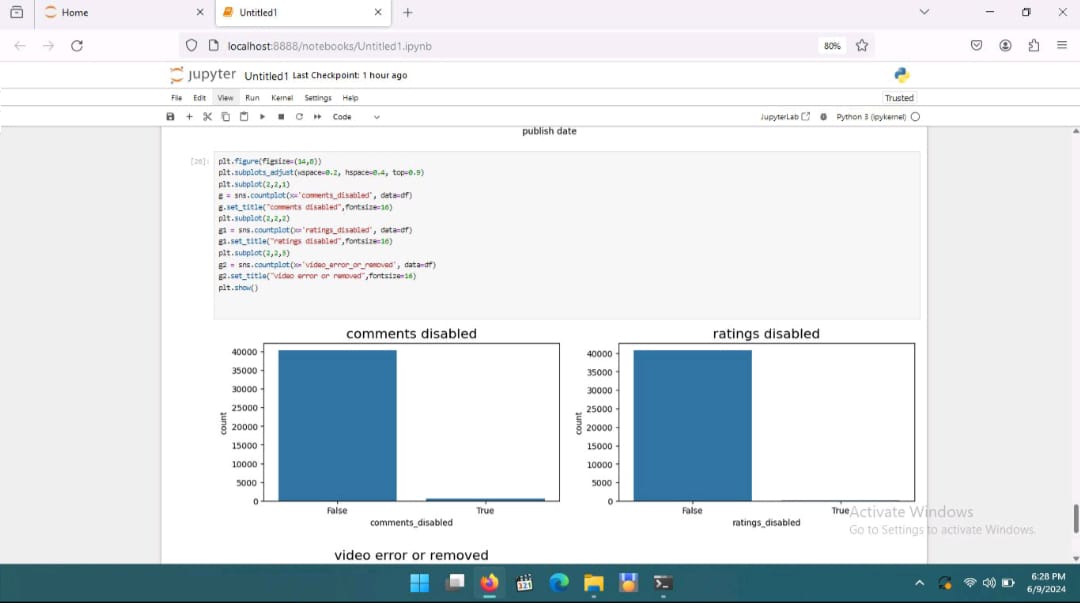 Home
Untitled1
localhost:8888/notebooks/Untitled1.ipynb
80%
jupyter Untitled1 Last Checkpoint: 1 hour ago
File Edit View Run Kernel Settings Help
Trusted
Code
JupyterLab
Python 3 (ipykernel)
publish date
[20]:
plt.figure(figsize=(14,8))
plt.subplots_adjust(wspace=0.2, hspace=0.4, top=0.9)
plt.subplot(2,2,1)
g = sns.countplot(x='comments_disabled', data=df)
g.set_title("comments disabled",fontsize=16)
plt.subplot(2,2,2)
g1 = sns.countplot(x='ratings_disabled', data=df)
g1.set_title("ratings disabled",fontsize=16)
plt.subplot(2,2,3)
g2 = sns.countplot(x='video_error_or_removed', data=df)
g2.set_title("video error or removed",fontsize=16)
plt.show()
comments disabled
40000
35000
30000
25000
20000
15000
10000
5000
0
count
False
True
comments_disabled
ratings disabled
40000
35000
30000
25000
20000
15000
10000
5000
0
count
False
True
ratings_disabled
video error or removed
Activate Windows
Go to Settings to activate Windows.
321
6:28 PM
6/9/2024